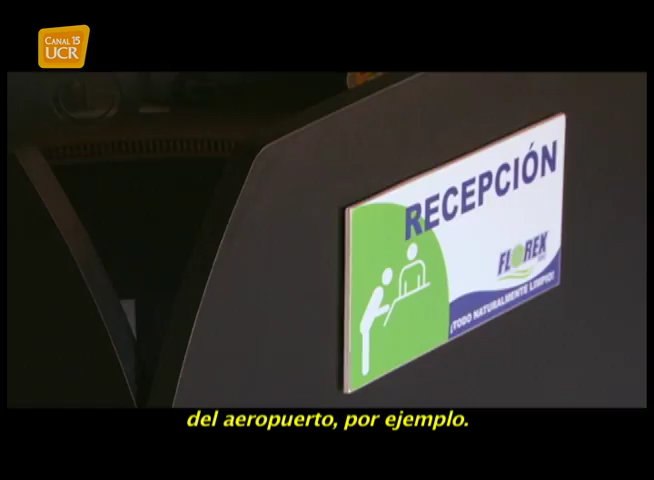 CANAL 15
UCR
RECEPCIÓN
FLOREX
¡TODO NATURALMENTE LIMPIO!
del aeropuerto, por ejemplo.